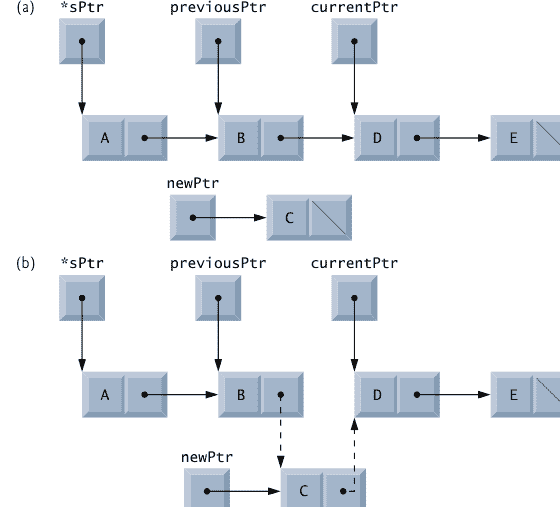 (a) *sPtr previousPtr currentPtr
A B D E
newPtr
C
(b) *sPtr previousPtr currentPtr
A B D E
newPtr
C